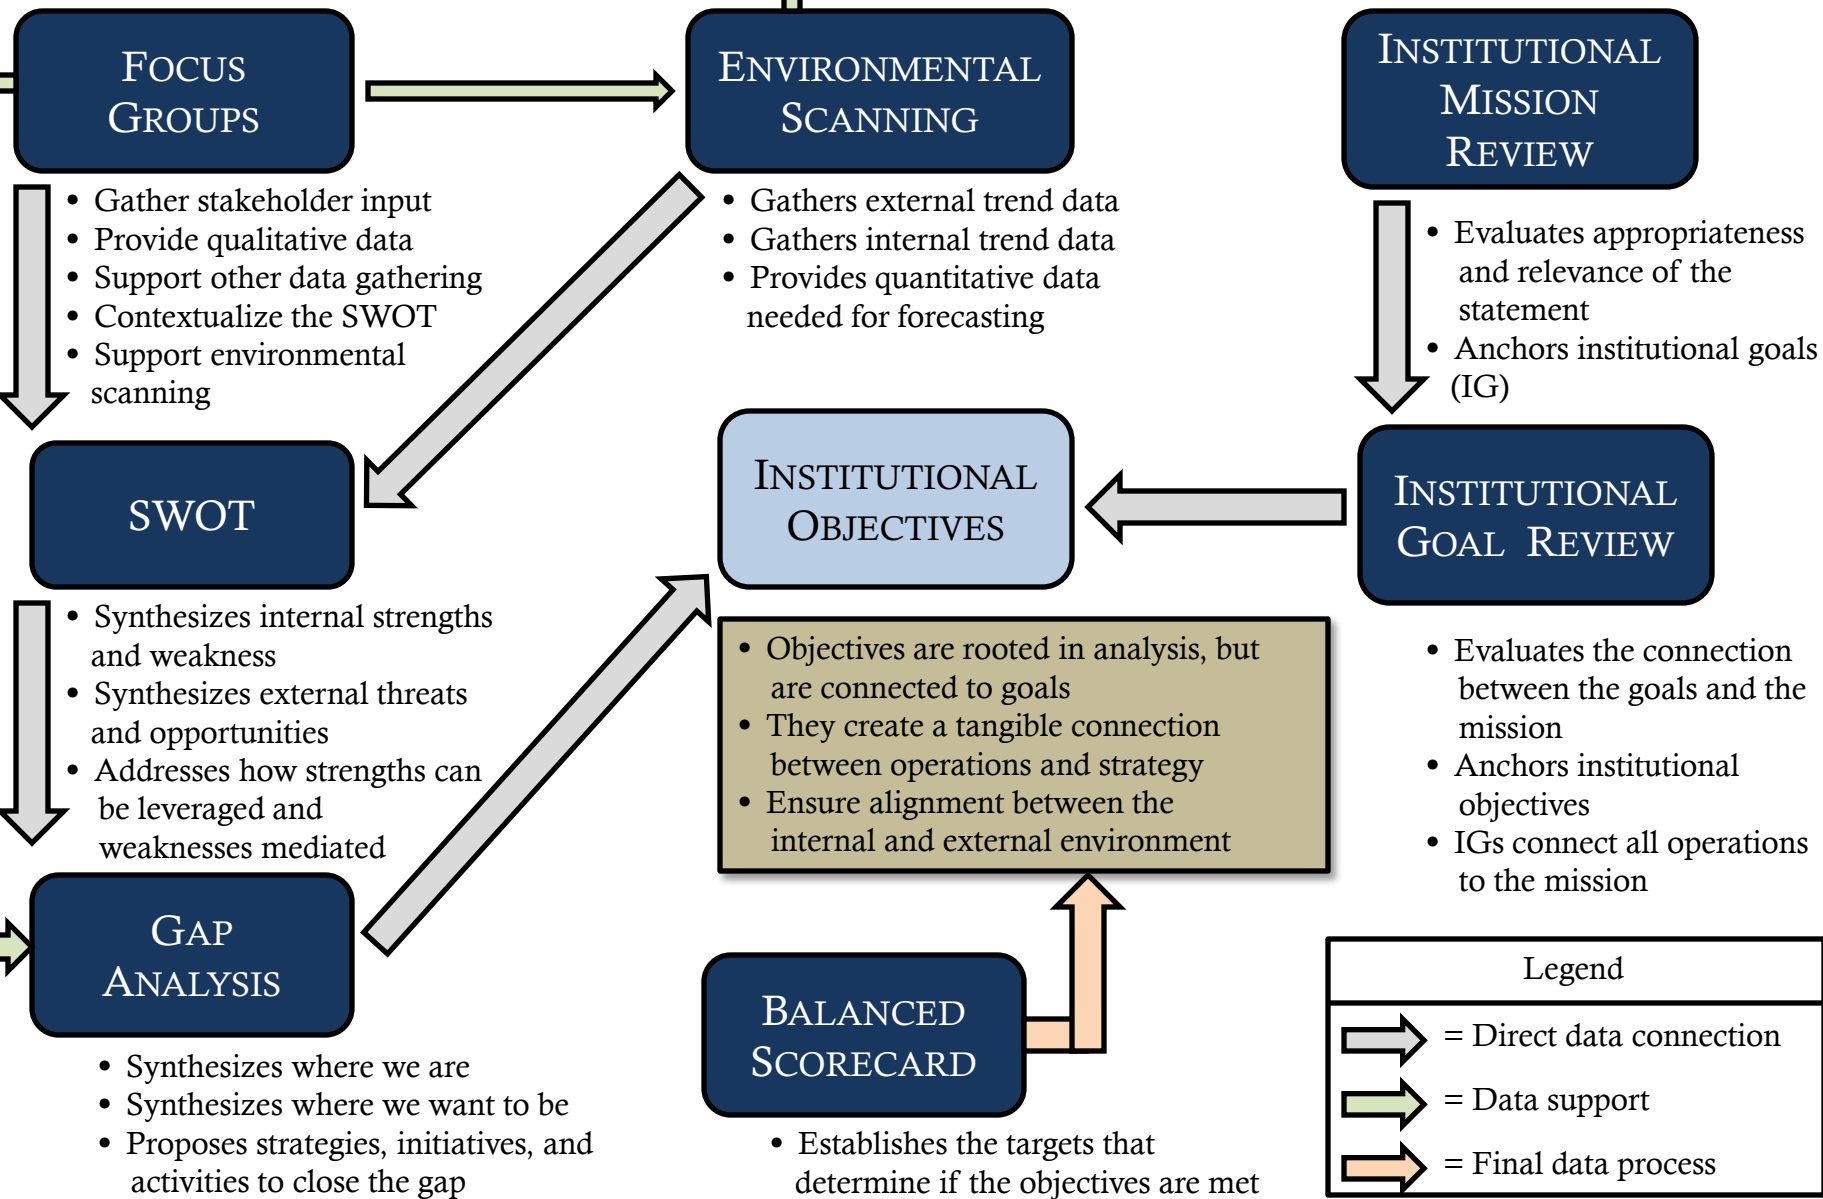 FOCUS
GROUPS
• Gather stakeholder input
• Provide qualitative data
• Support other data gathering
• Contextualize the SWOT
• Support environmental
scanning
ENVIRONMENTAL
SCANNING
• Gathers external trend data
• Gathers internal trend data
• Provides quantitative data
needed for forecasting
INSTITUTIONAL
MISSION
REVIEW
• Evaluates appropriateness
and relevance of the
statement
• Anchors institutional goals
(IG)
SWOT
• Synthesizes internal strengths
and weakness
• Synthesizes external threats
and opportunities
• Addresses how strengths can
be leveraged and
weaknesses mediated
INSTITUTIONAL
OBJECTIVES
• Objectives are rooted in analysis, but
are connected to goals
• They create a tangible connection
between operations and strategy
• Ensure alignment between the
internal and external environment
INSTITUTIONAL
GOAL REVIEW
• Evaluates the connection
between the goals and the
mission
• Anchors institutional
objectives
• IGs connect all operations
to the mission
GAP
ANALYSIS
• Synthesizes where we are
• Synthesizes where we want to be
• Proposes strategies, initiatives, and
activities to close the gap
BALANCED
SCORECARD
• Establishes the targets that
determine if the objectives are met
Legend
= Direct data connection
= Data support
= Final data process